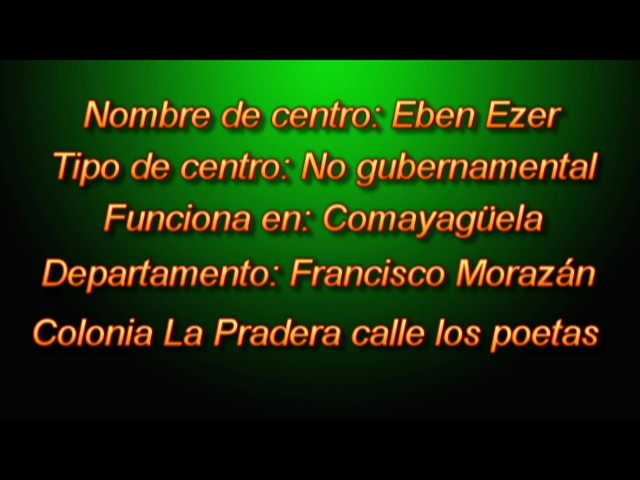 Nombre de centro: Eben Ezer
Tipo de centro: No gubernamental
Funciona en: Comayagüela
Departamento: Francisco Morazán
Colonia La Pradera calle los poetas